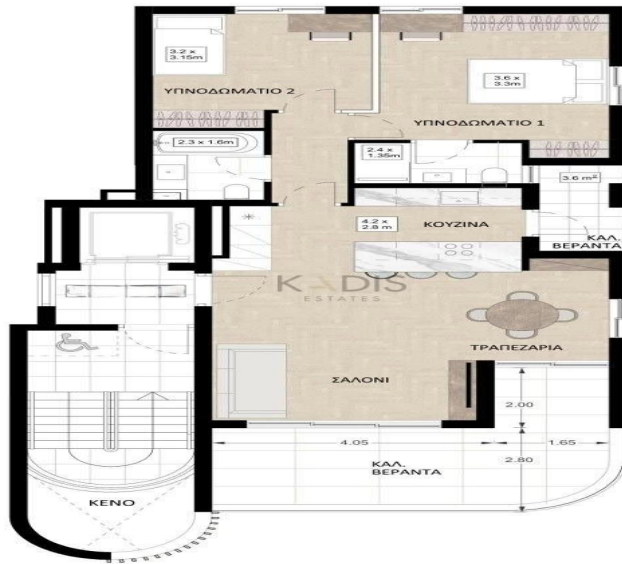 3.2 x
3.15m
ΥΠΝΟΔΩΜΑΤΙΟ 2
3.6 x
3.3m
ΥΠΝΟΔΩΜΑΤΙΟ 1
2.3 x 1.6m
2.4 x
1.35m
3.6 m²
4.2 x
2.8 m
ΚΟΥΖΙΝΑ
ΚΑΛ.
ΒΕΡΑΝΤΑ
KADIS
ESTATES
ΤΡΑΠΕΖΑΡΙΑ
ΣΑΛΟΝΙ
2.00
4.05
1.65
2.80
ΚΑΛ.
ΒΕΡΑΝΤΑ
ΚΕΝΟ